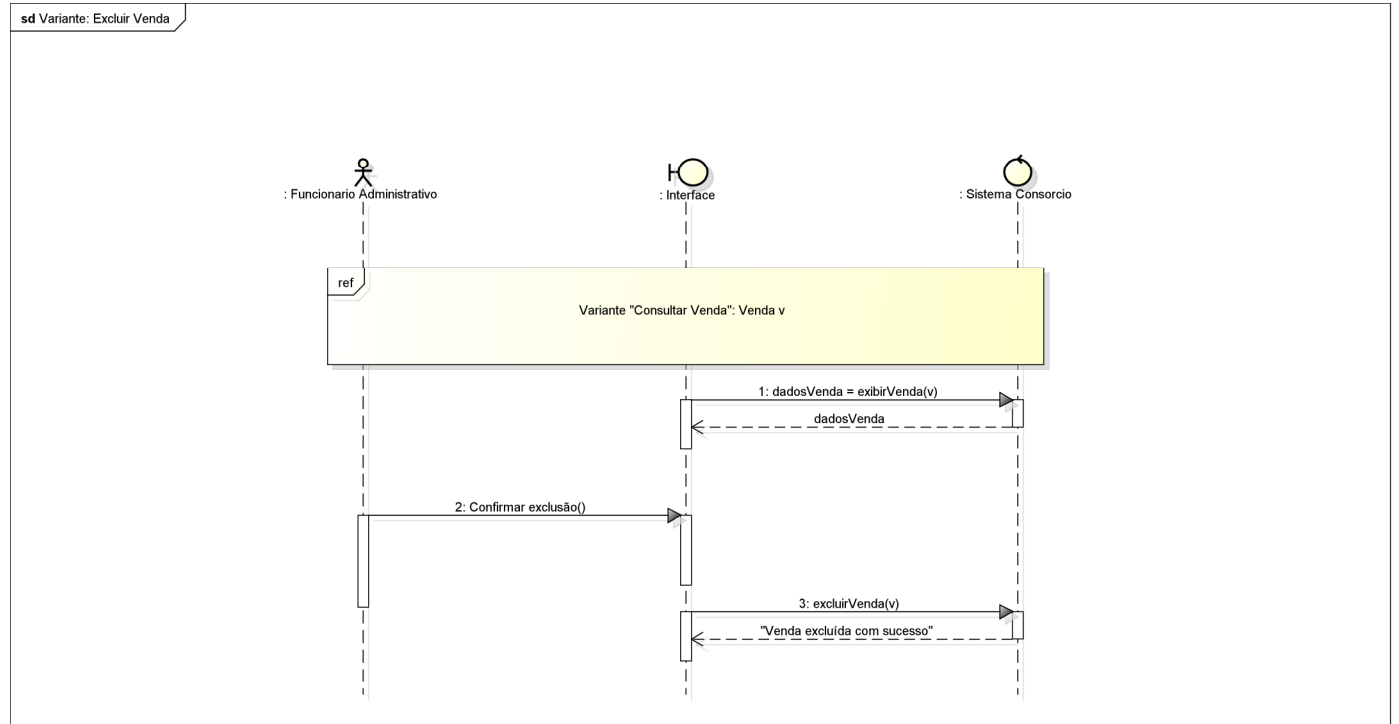 sd Variante: Excluir Venda
: Funcionario Administrativo
: Interface
: Sistema Consorcio
ref
Variante "Consultar Venda": Venda v
1: dadosVenda = exibirVenda(v)
dadosVenda
2: Confirmar exclusão()
3: excluirVenda(v)
"Venda excluída com sucesso"